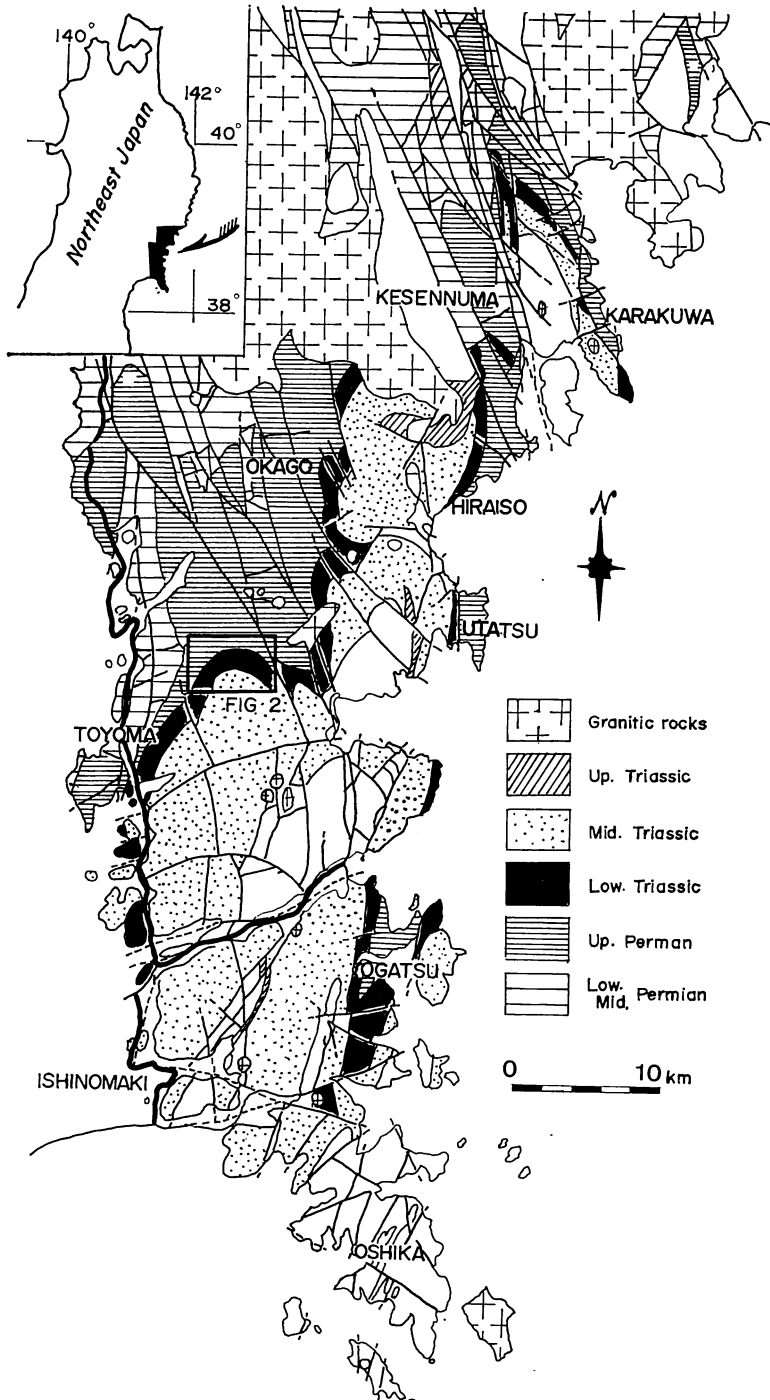 140°
142°
40°
Northeast Japan
38°
KESENNUMA
KARAKUWA
OKAGO
HIRAISO
N
UTATSU
FIG 2
TOYOMA
Granitic rocks
Up. Triassic
Mid. Triassic
Low. Triassic
Up. Perman
Low. Mid. Permian
OGATSU
ISHINOMAKI
0 10 km
OSHIKA